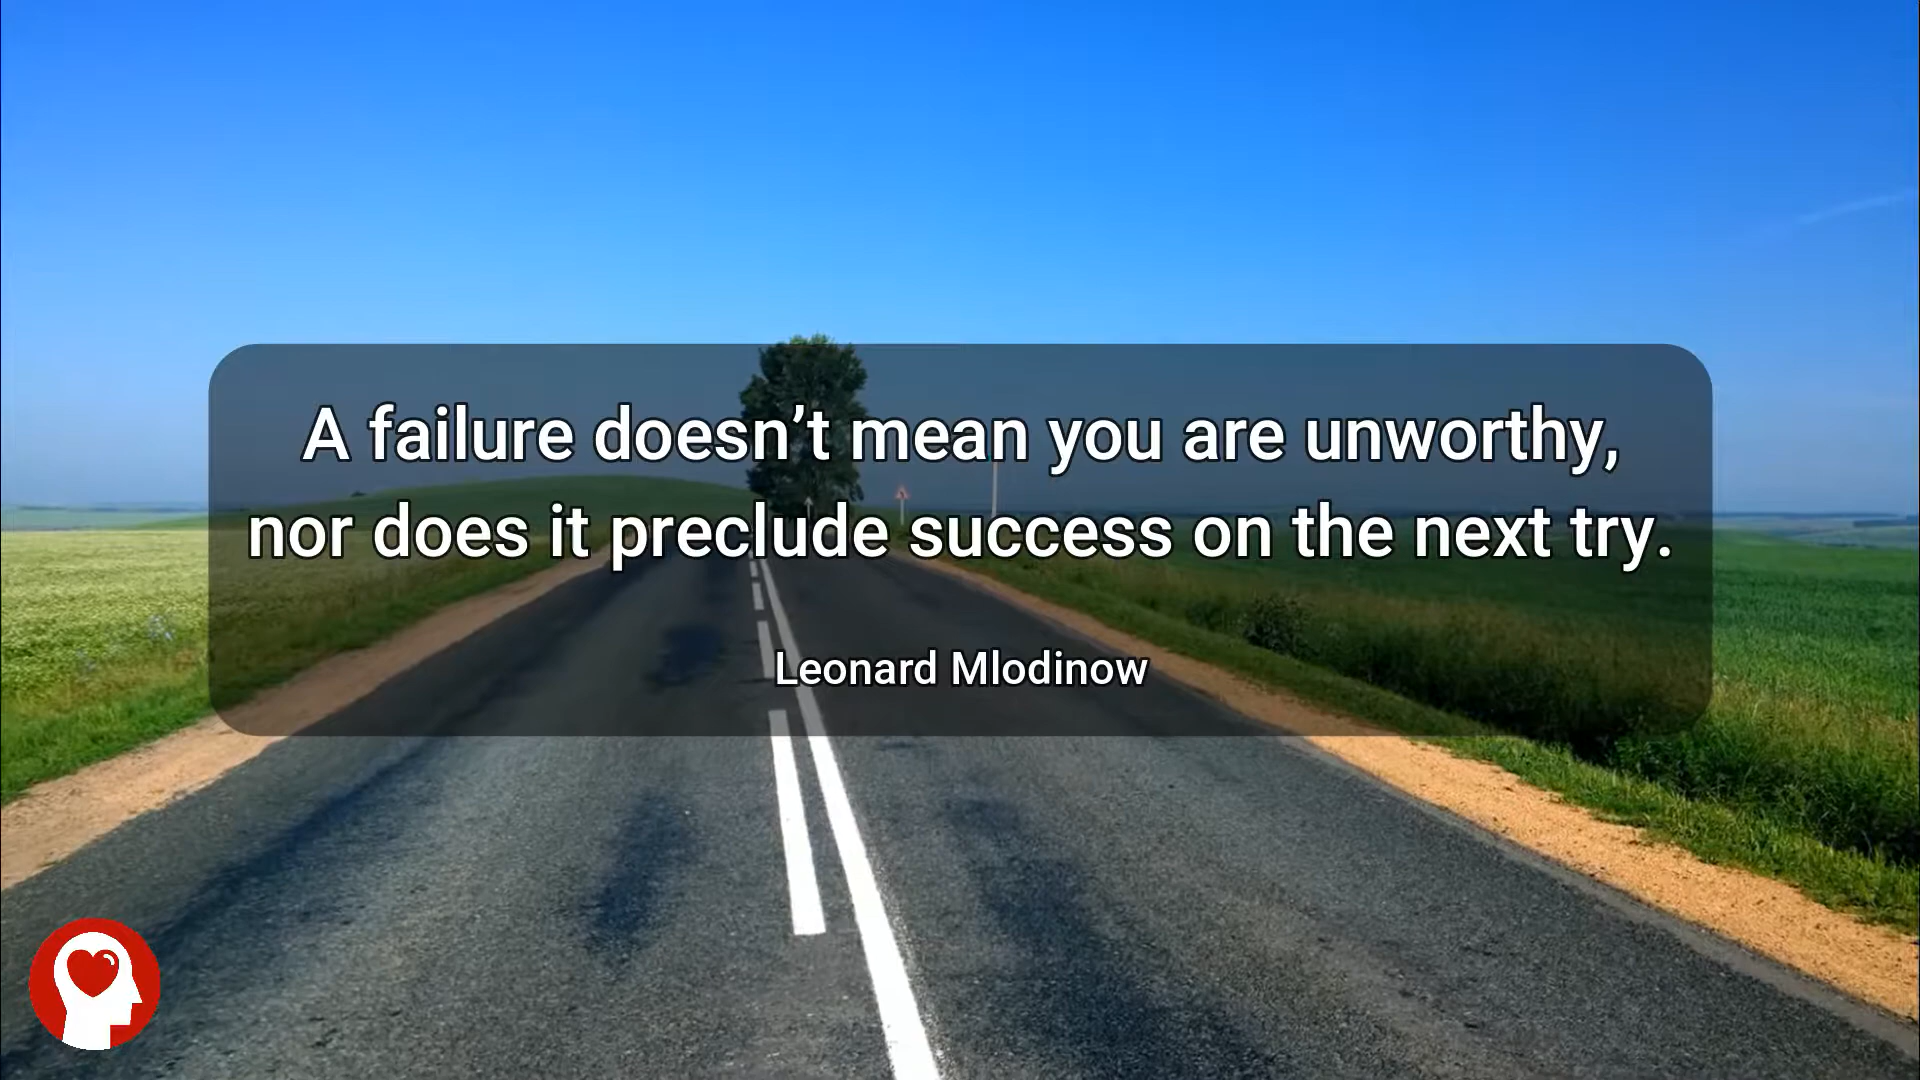 A failure doesn’t mean you are unworthy,
nor does it preclude success on the next try.
Leonard Mlodinow